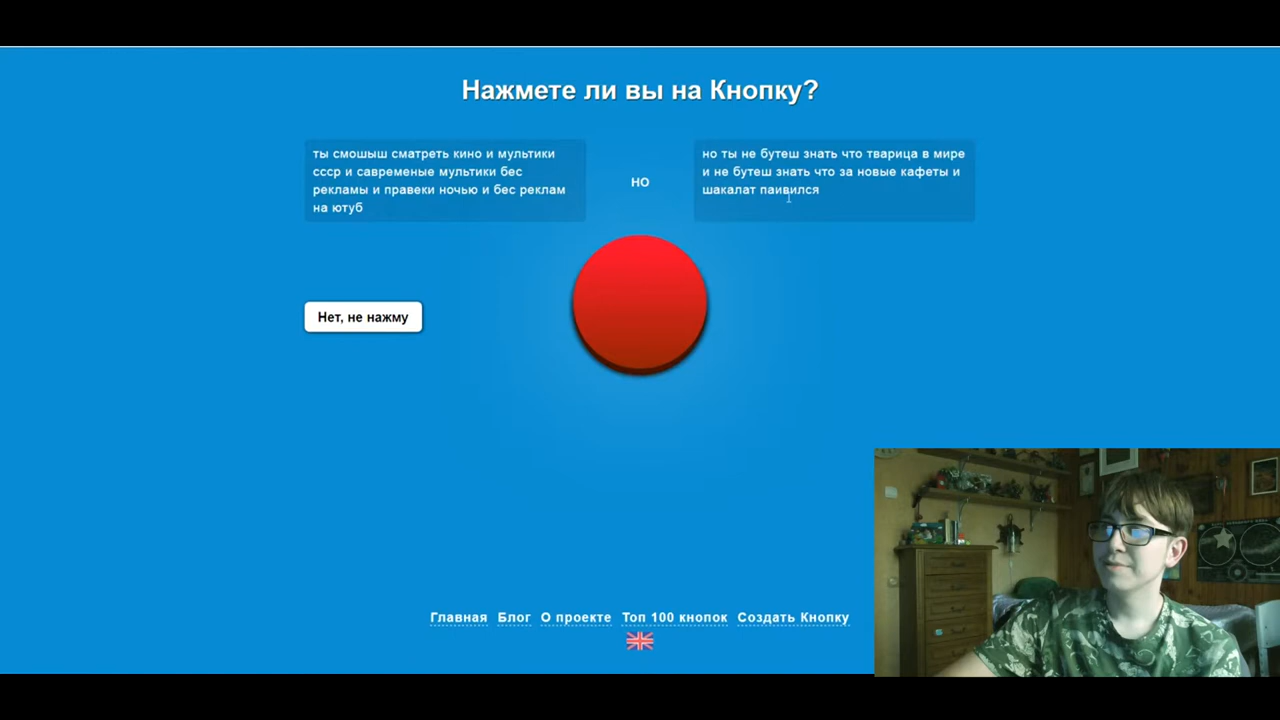 Нажмете ли вы на Кнопку?
ты смошыш сматреть кино и мультики
ссср и савременые мультики бес
рекламы и правеки ночью и бес реклам
на ютуб
но
но ты не бутеш знать что тварица в мире
и не бутеш знать что за новые кафеты и
шакалат паивился
Нет, не нажму
Главная Блог О проекте Топ 100 кнопок Создать Кнопку